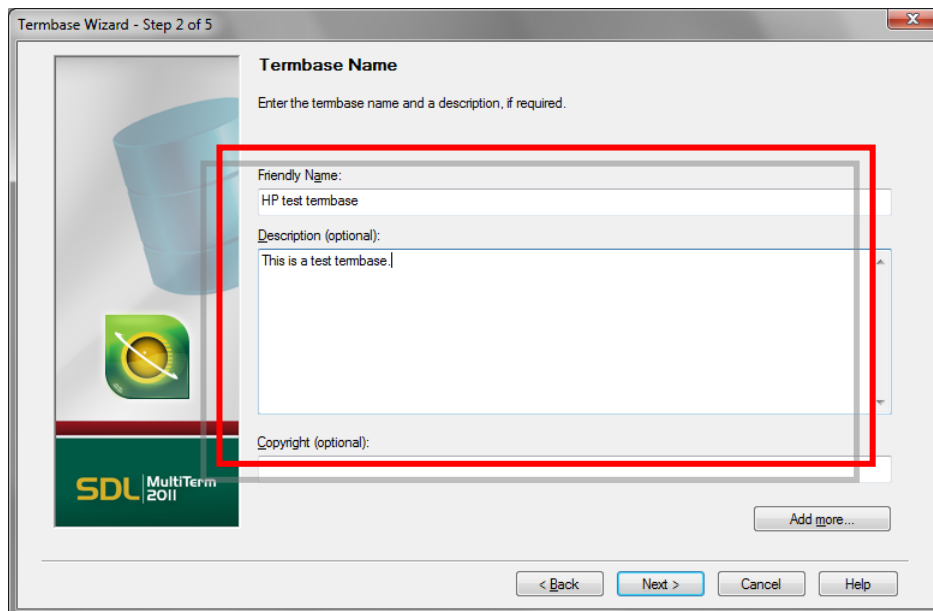 Termbase Wizard - Step 2 of 5
Termbase Name
Enter the termbase name and a description, if required.
Friendly Name:
HP test termbase
Description (optional):
This is a test termbase.
Copyright (optional):
SDL MultiTerm
2011
Add more...
< Back Next > Cancel Help